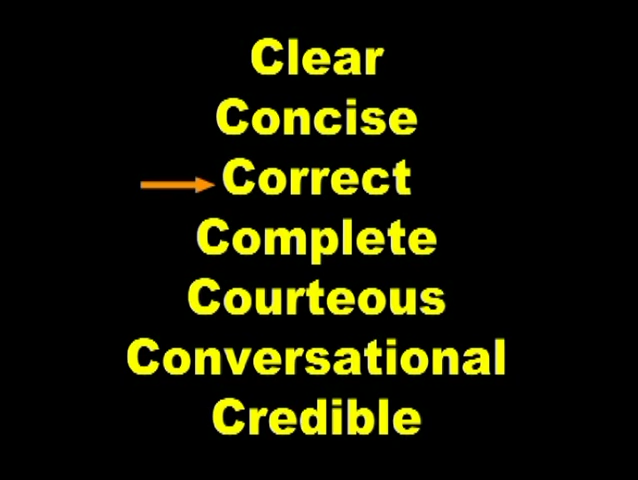 Clear
Concise
Correct
Complete
Courteous
Conversational
Credible